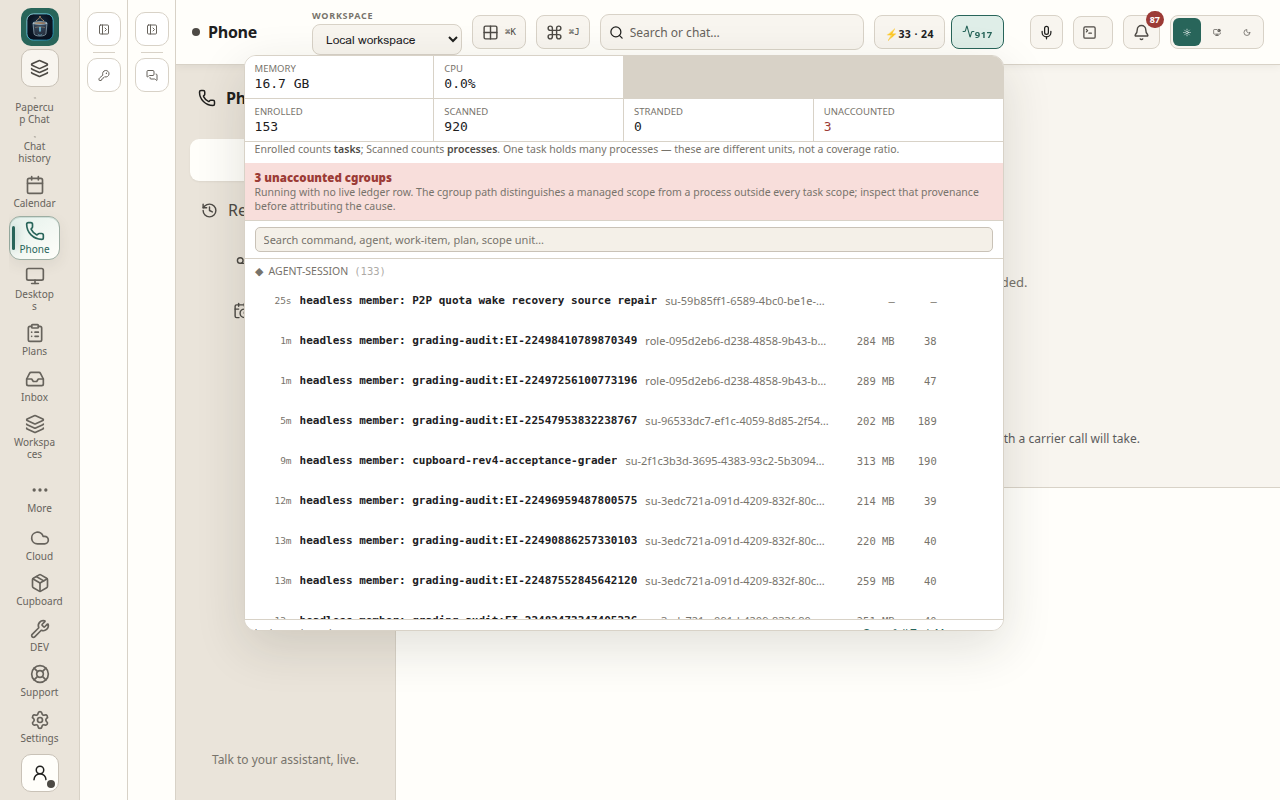 Papercu
p Chat
Chat
history
Calendar
Phone
Desktop
s
Plans
Inbox
Workspa
ces
More
Cloud
Cupboard
DEV
Support
Settings
Phone
WORKSPACE
Local workspace
⌘K
⌘J
Search or chat...
⚡33 · 24
917
87
Ph
Re
Talk to your assistant, live.
ded.
th a carrier call will take.
MEMORY
16.7 GB
CPU
0.0%
ENROLLED
153
SCANNED
920
STRANDED
0
UNACCOUNTED
3
Enrolled counts tasks; Scanned counts processes. One task holds many processes — these are different units, not a coverage ratio.
3 unaccounted cgroups
Running with no live ledger row. The cgroup path distinguishes a managed scope from a process outside every task scope; inspect that provenance
before attributing the cause.
Search command, agent, work-item, plan, scope unit...
◆ AGENT-SESSION (133)
25s headless member: P2P quota wake recovery source repair su-59b85ff1-6589-4bc0-be1e-... — —
1m headless member: grading-audit:EI-22498410789870349 role-095d2eb6-d238-4858-9b43-b... 284 MB 38
1m headless member: grading-audit:EI-22497256100773196 role-095d2eb6-d238-4858-9b43-b... 289 MB 47
5m headless member: grading-audit:EI-22547953832238767 su-96533dc7-ef1c-4059-8d85-2f54... 202 MB 189
9m headless member: cupboard-rev4-acceptance-grader su-2f1c3b3d-3695-4383-93c2-5b3094... 313 MB 190
12m headless member: grading-audit:EI-22496959487800575 su-3edc721a-091d-4209-832f-80c... 214 MB 39
13m headless member: grading-audit:EI-22490886257330103 su-3edc721a-091d-4209-832f-80c... 220 MB 40
13m headless member: grading-audit:EI-22487552845642120 su-3edc721a-091d-4209-832f-80c... 259 MB 40